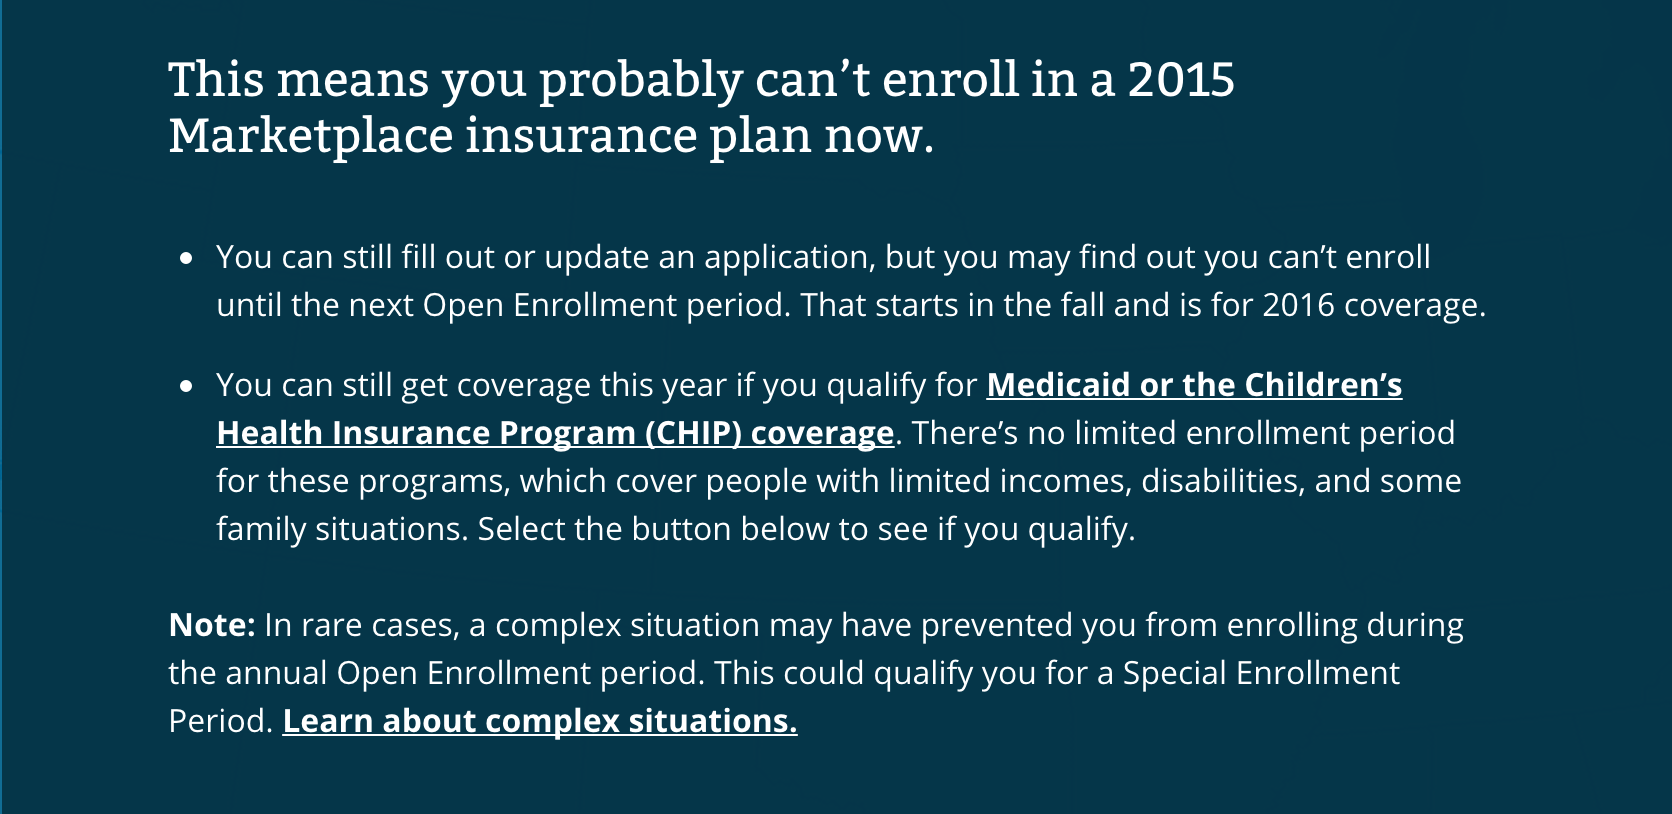 This means you probably can’t enroll in a 2015
Marketplace insurance plan now.
• You can still fill out or update an application, but you may find out you can’t enroll
until the next Open Enrollment period. That starts in the fall and is for 2016 coverage.
• You can still get coverage this year if you qualify for Medicaid or the Children’s
Health Insurance Program (CHIP) coverage. There’s no limited enrollment period
for these programs, which cover people with limited incomes, disabilities, and some
family situations. Select the button below to see if you qualify.
Note: In rare cases, a complex situation may have prevented you from enrolling during
the annual Open Enrollment period. This could qualify you for a Special Enrollment
Period. Learn about complex situations.